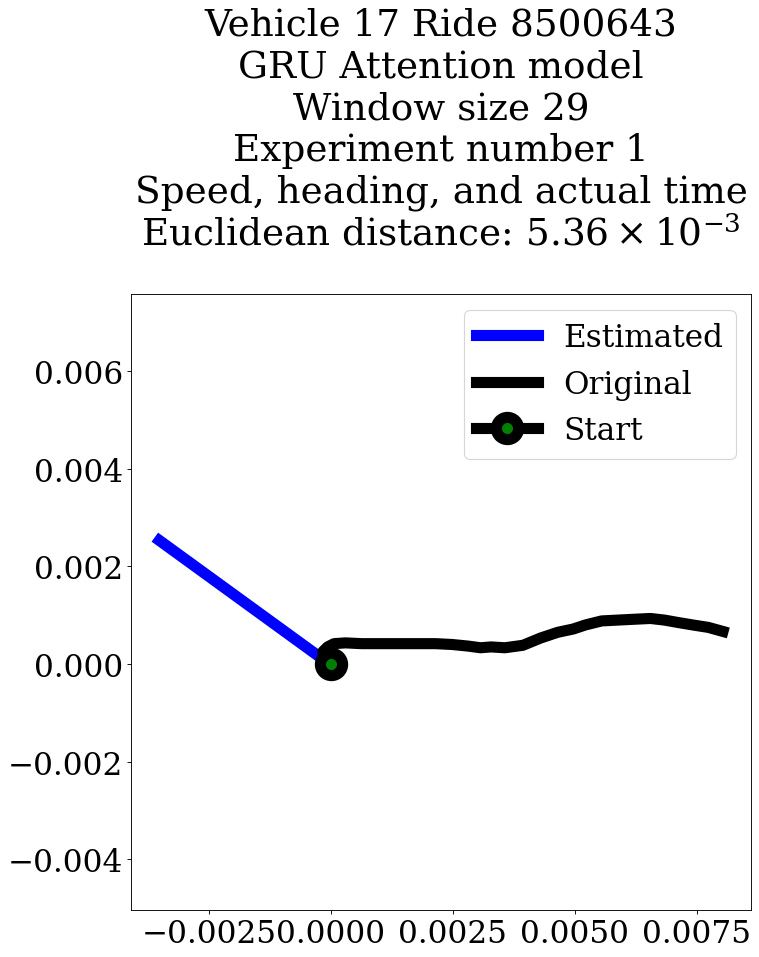 Vehicle 17 Ride 8500643
GRU Attention model
Window size 29
Experiment number 1
Speed, heading, and actual time
Euclidean distance: 5.36 × 10⁻³
Estimated
Original
Start
0.006
0.004
0.002
0.000
−0.002
−0.004
−0.0025 0.0000 0.0025 0.0050 0.0075